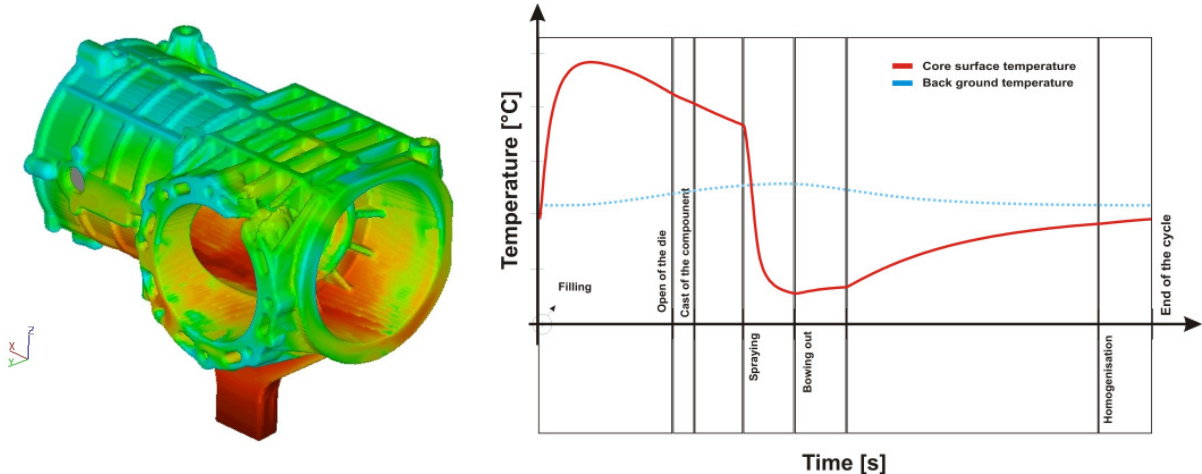 X
Y
Z
Temperature [°C]
Core surface temperature
Back ground temperature
Filling
Open of the die
Cast of the compoment
Spraying
Bowing out
Homogenisation
End of the cycle
Time [s]